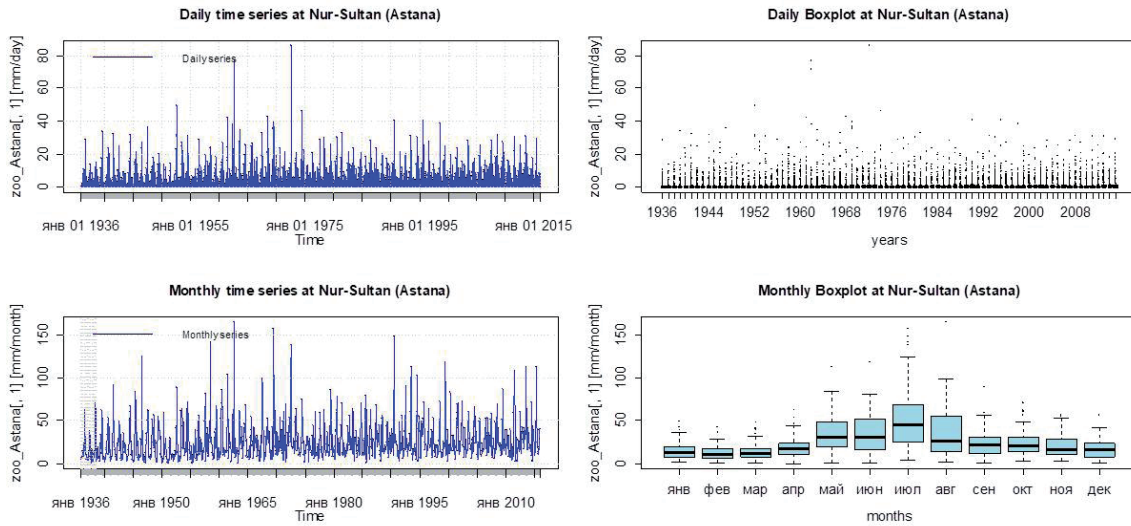 Daily time series at Nur-Sultan (Astana)
zoo_Astana[, 1] [mm/day]
80
60
40
20
0
Daily series
янв 01 1936 янв 01 1955 янв 01 1975 янв 01 1995 янв 01 2015
Time
Daily Boxplot at Nur-Sultan (Astana)
zoo_Astana[, 1] [mm/day]
80
60
40
20
0
1936 1944 1952 1960 1968 1976 1984 1992 2000 2008
years
Monthly time series at Nur-Sultan (Astana)
zoo_Astana[, 1] [mm/month]
150
100
50
0
Monthly series
янв 1936 янв 1950 янв 1965 янв 1980 янв 1995 янв 2010
Time
Monthly Boxplot at Nur-Sultan (Astana)
zoo_Astana[, 1] [mm/month]
150
100
50
0
янв фев мар апр май июн июл авг сен окт ноя дек
months